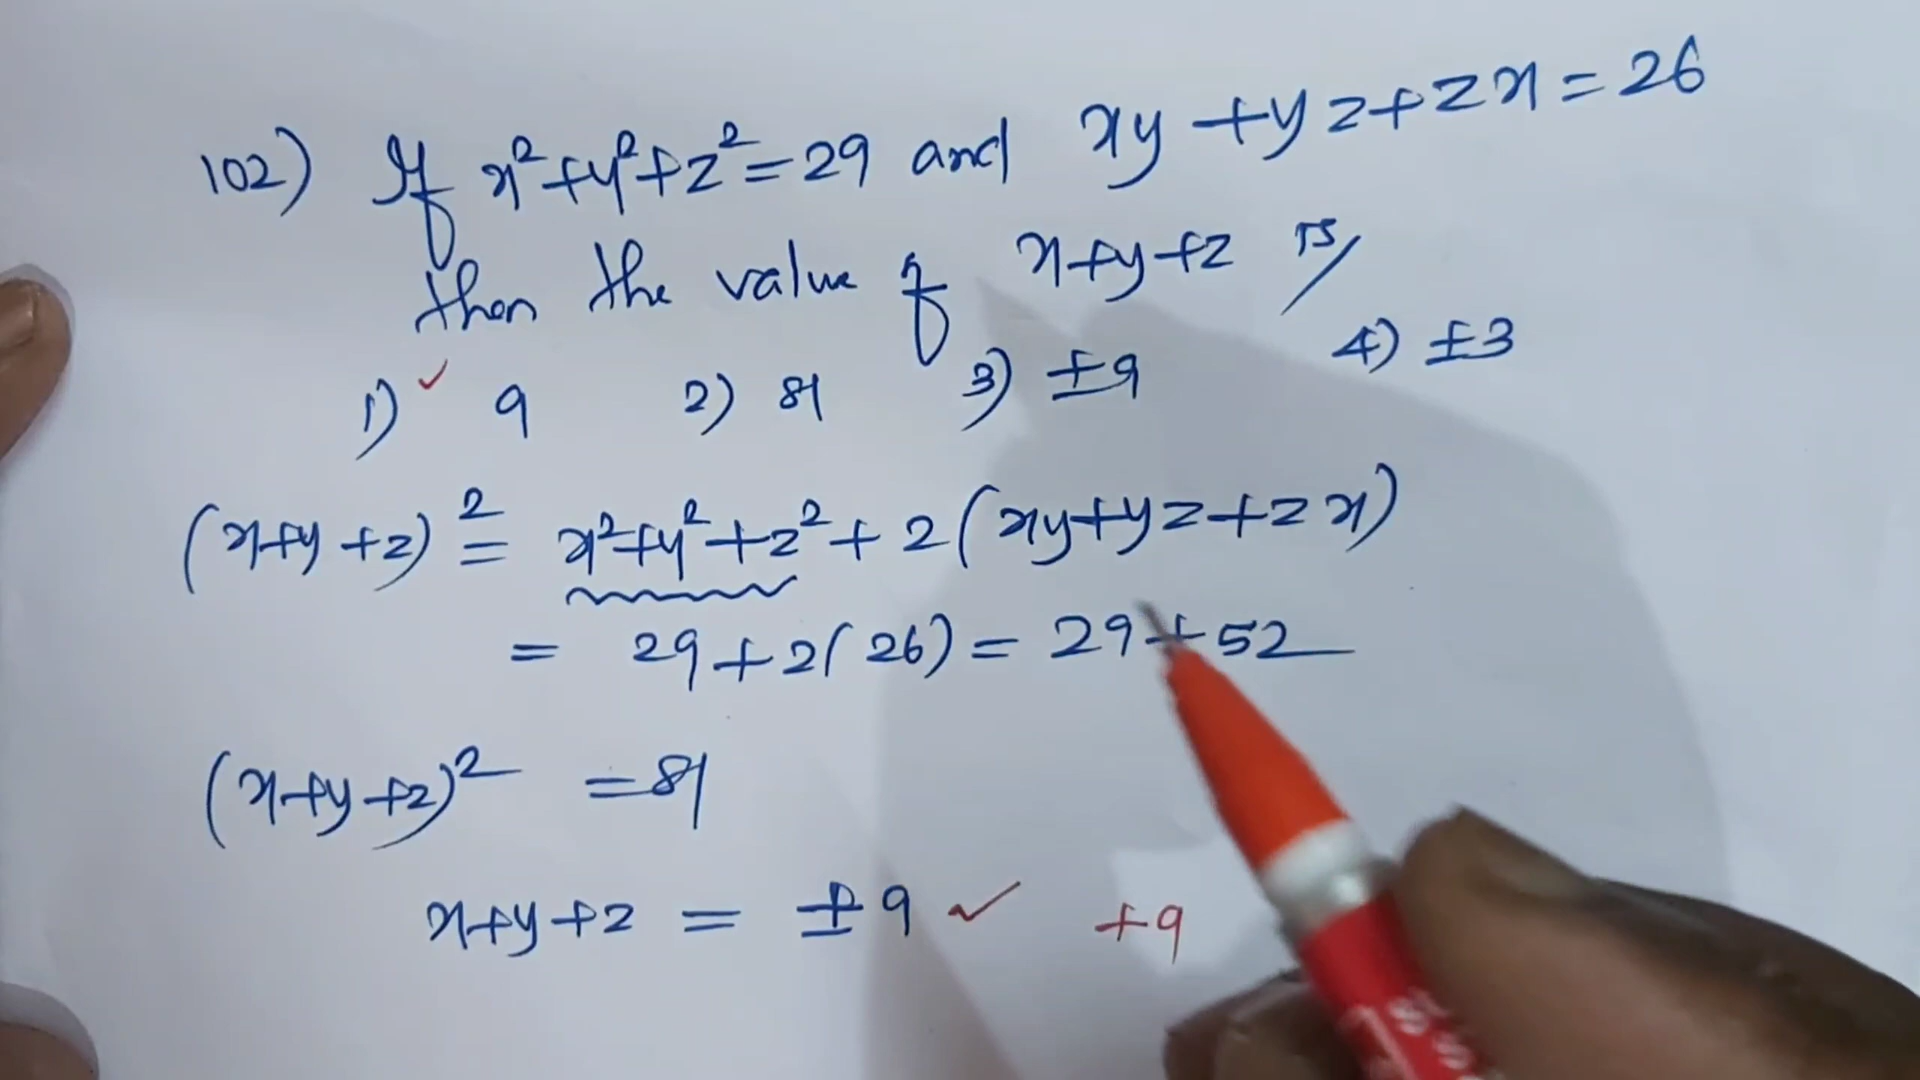 102) If x²+y²+z²=29 and xy+yz+zx=26
then the value of x+y+z is
1) ✓ 9 2) 81 3) ±9 4) ±3
(x+y+z)² = x²+y²+z²+2(xy+yz+zx)
= 29+2(26) = 29+52
(x+y+z)² =81
x+y+z = ±9 ✓ +9